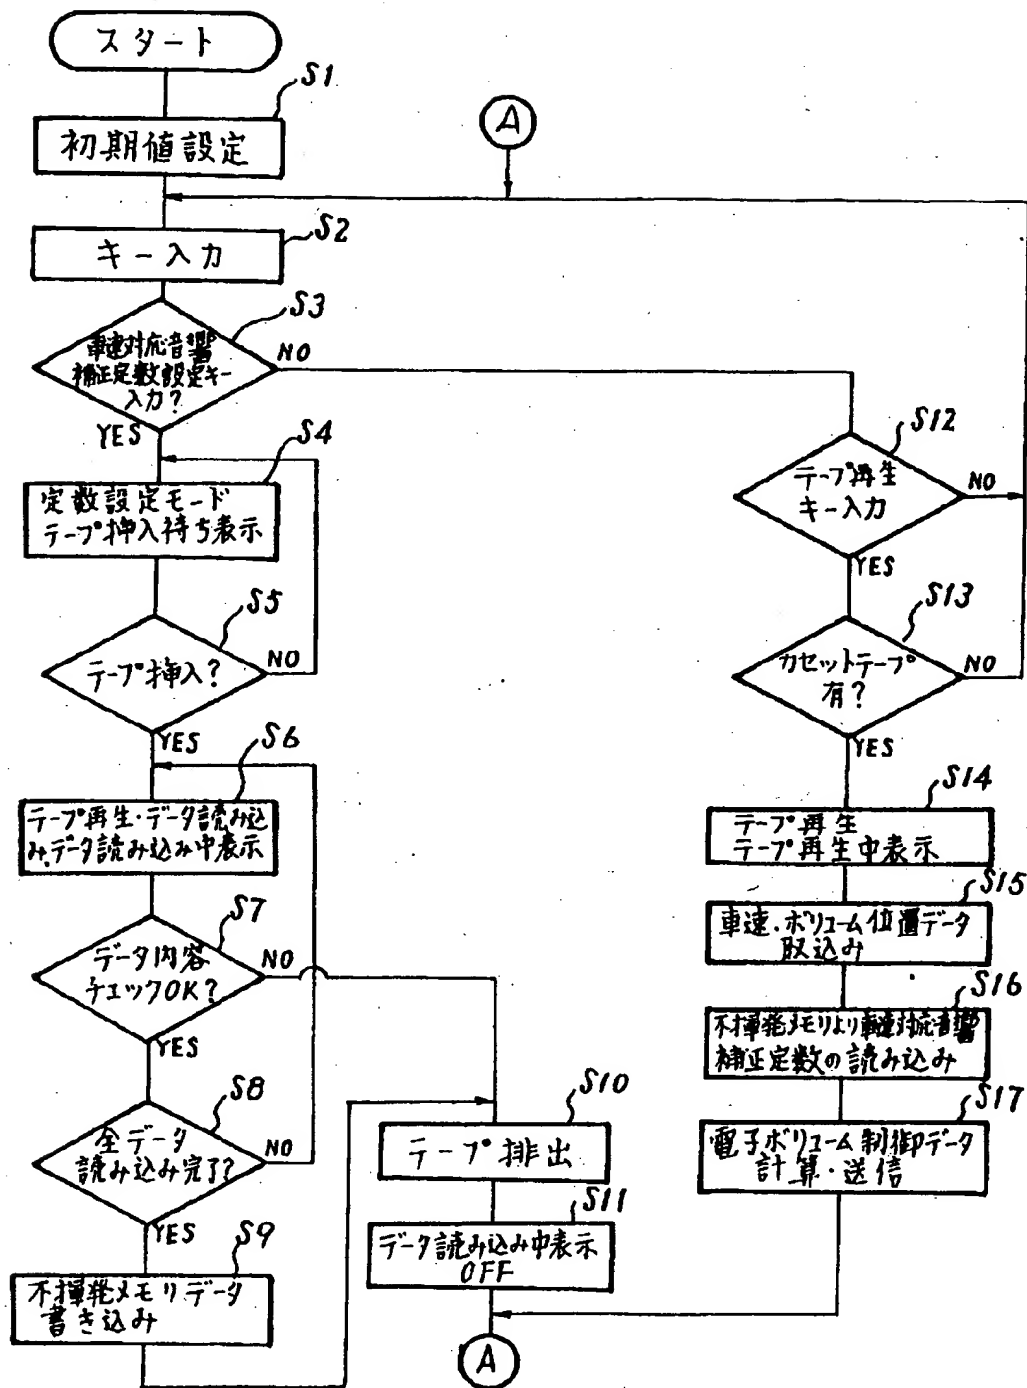 スタート
S1
初期値設定
A
S2
キー入力
S3
車速対応音響
補正定数設定キー
入力?
NO
YES
S4
定数設定モード
テープ挿入待ち表示
S5
テープ挿入?
NO
YES
S6
テープ再生・データ読み込
み,データ読み込み中表示
S7
データ内容
チェックOK?
NO
YES
S8
全データ
読み込み完了?
NO
YES
S9
不揮発メモリデータ
書き込み
S10
テープ排出
S11
データ読み込み中表示
OFF
A
S12
テープ再生
キー入力
NO
YES
S13
カセットテープ
有?
NO
YES
S14
テープ再生
テープ再生中表示
S15
車速・ボリューム位置データ
取込み
S16
不揮発メモリより車速対応音響
補正定数の読み込み
S17
電子ボリューム制御データ
計算・送信